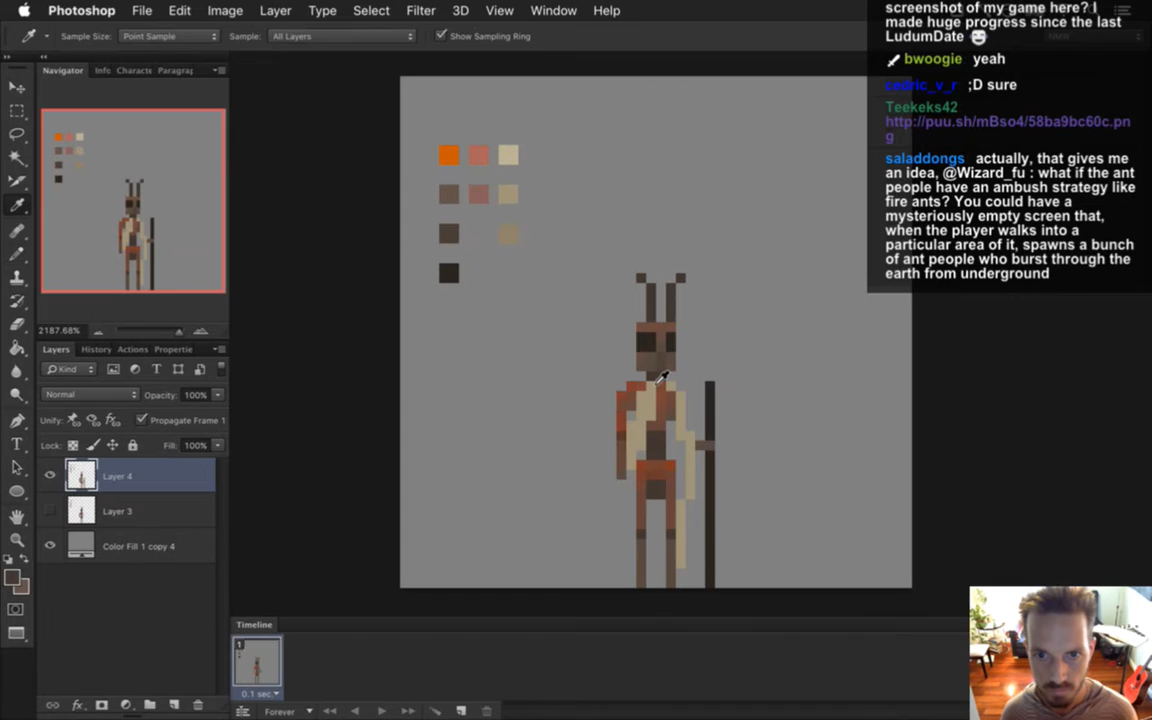 Photoshop File Edit Image Layer Type Select Filter 3D View Window Help
Sample Size: Point Sample Sample: All Layers Show Sampling Ring
Navigator Info Characte Paragraj
2187.68%
Layers History Actions Propertie
Kind
Normal Opacity: 100%
Unify: Propagate Frame 1
Lock: Fill: 100%
Layer 4
Layer 3
Color Fill 1 copy 4
Timeline
1
0.1 sec.
Forever
screenshot of my game here? I
made huge progress since the last
LudumDate
bwoogie yeah
cedric_v_r ;D sure
Teekeks42
http://puu.sh/mBso4/58ba9bc60c.pn
g
saladdongs actually, that gives me
an idea, @Wizard_fu : what if the ant
people have an ambush strategy like
fire ants? You could have a
mysteriously empty screen that,
when the player walks into a
particular area of it, spawns a bunch
of ant people who burst through the
earth from underground